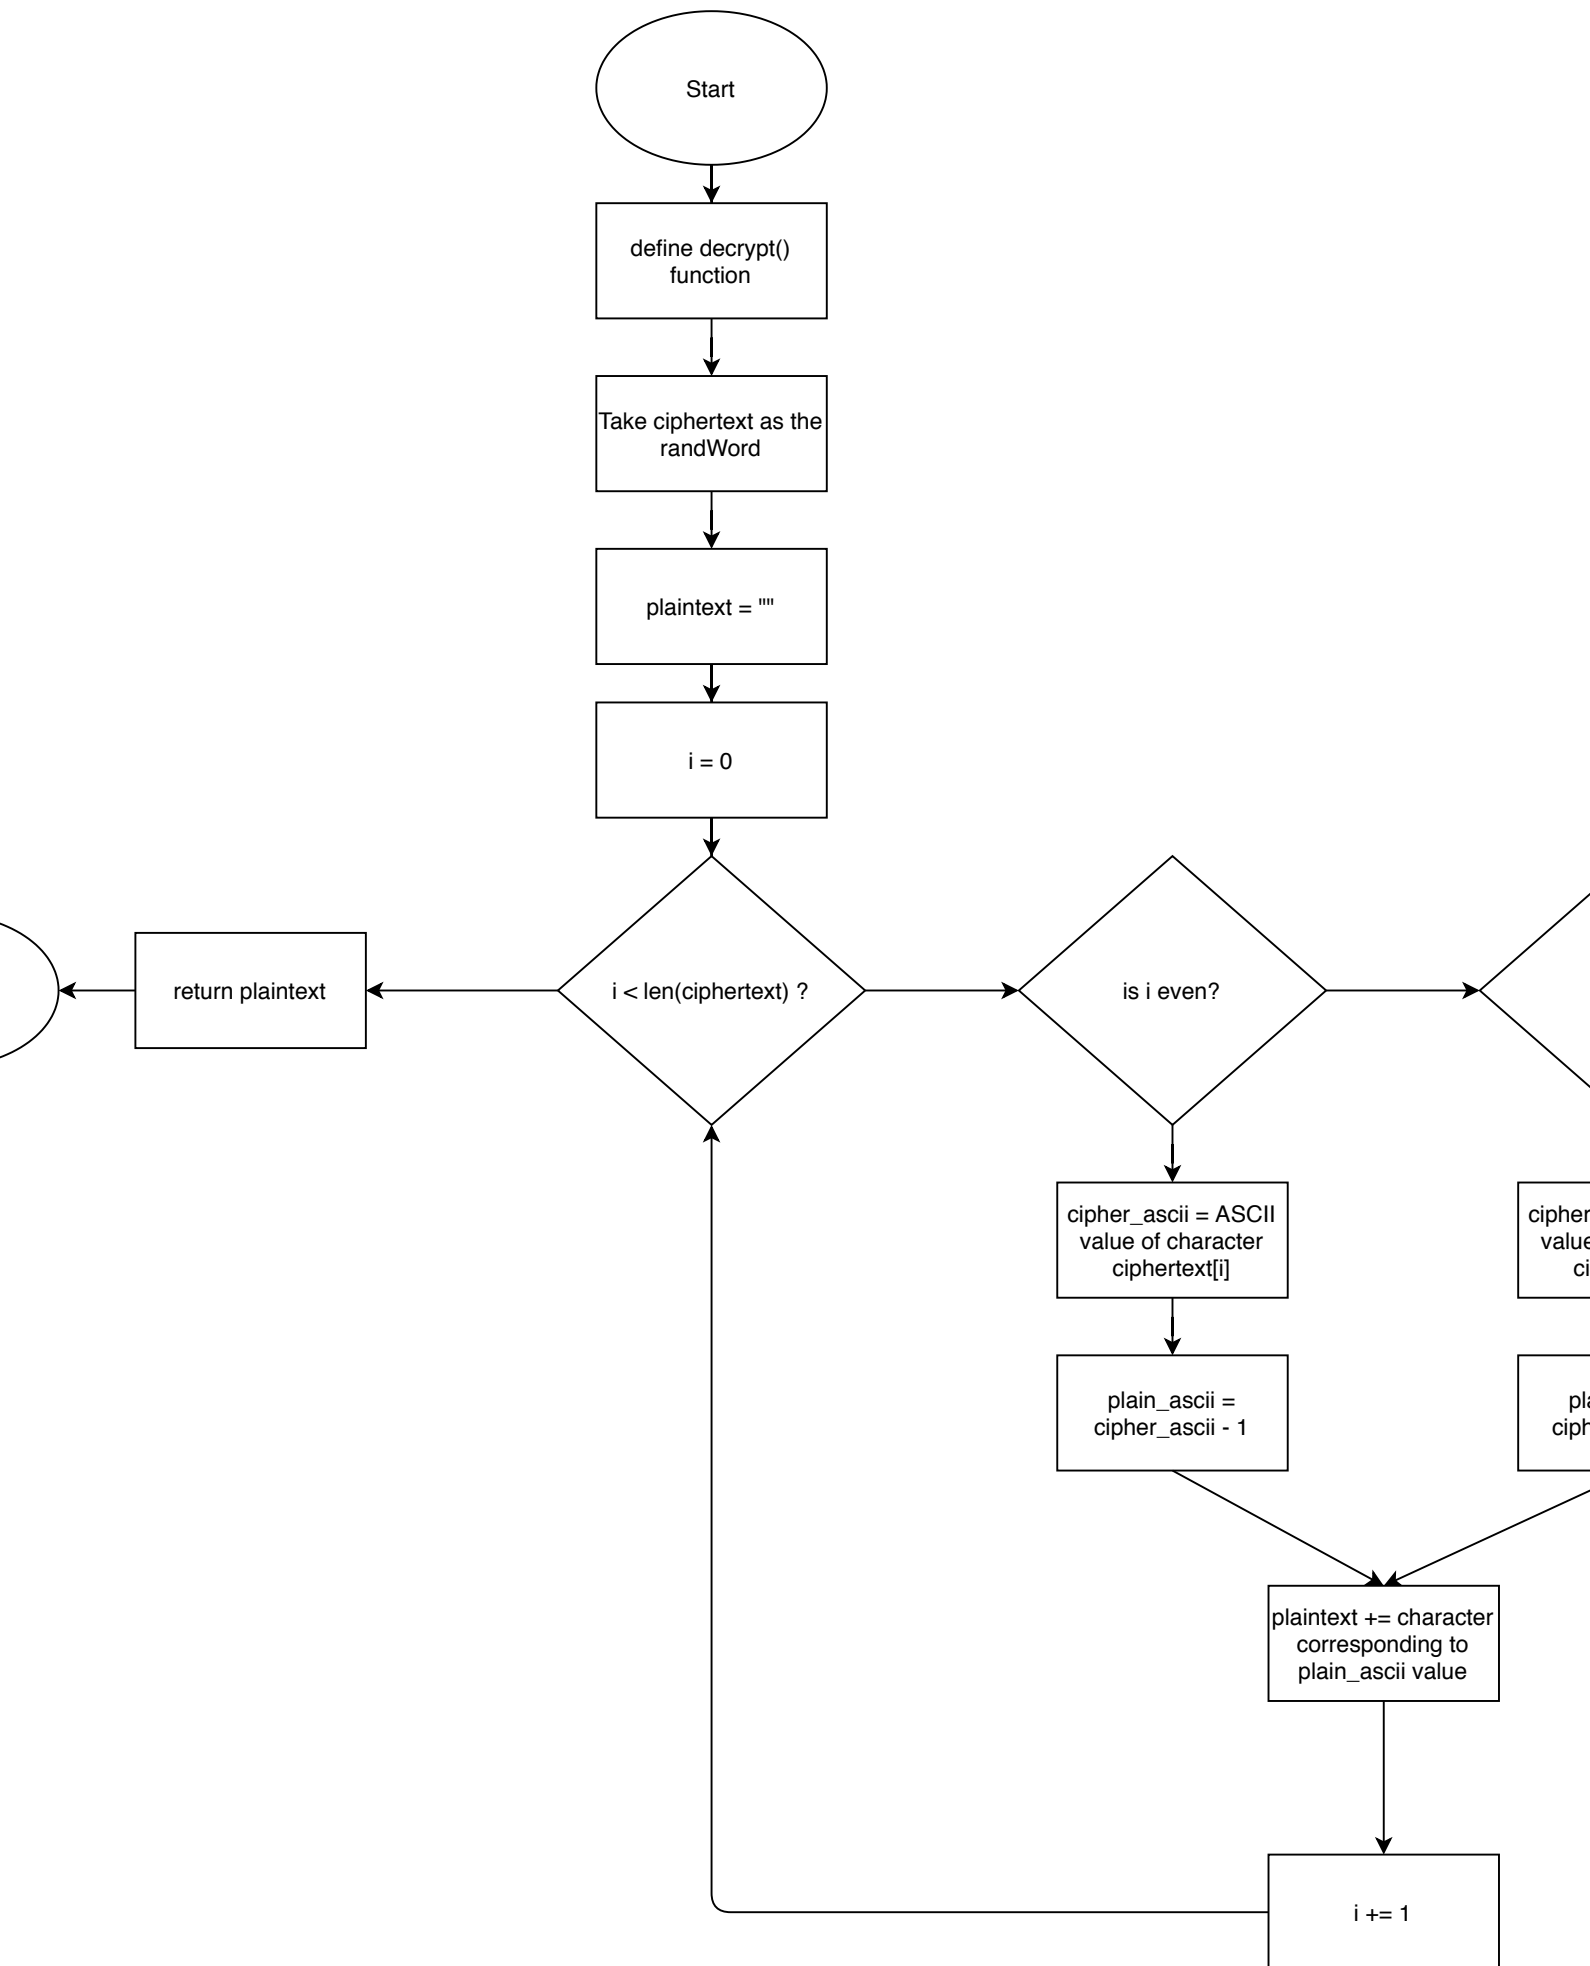 Start
define decrypt()
function
Take ciphertext as the
randWord
plaintext = ""
i = 0
return plaintext
i < len(ciphertext) ?
is i even?
cipher_ascii = ASCII
value of character
ciphertext[i]
plain_ascii =
cipher_ascii - 1
plaintext += character
corresponding to
plain_ascii value
i += 1